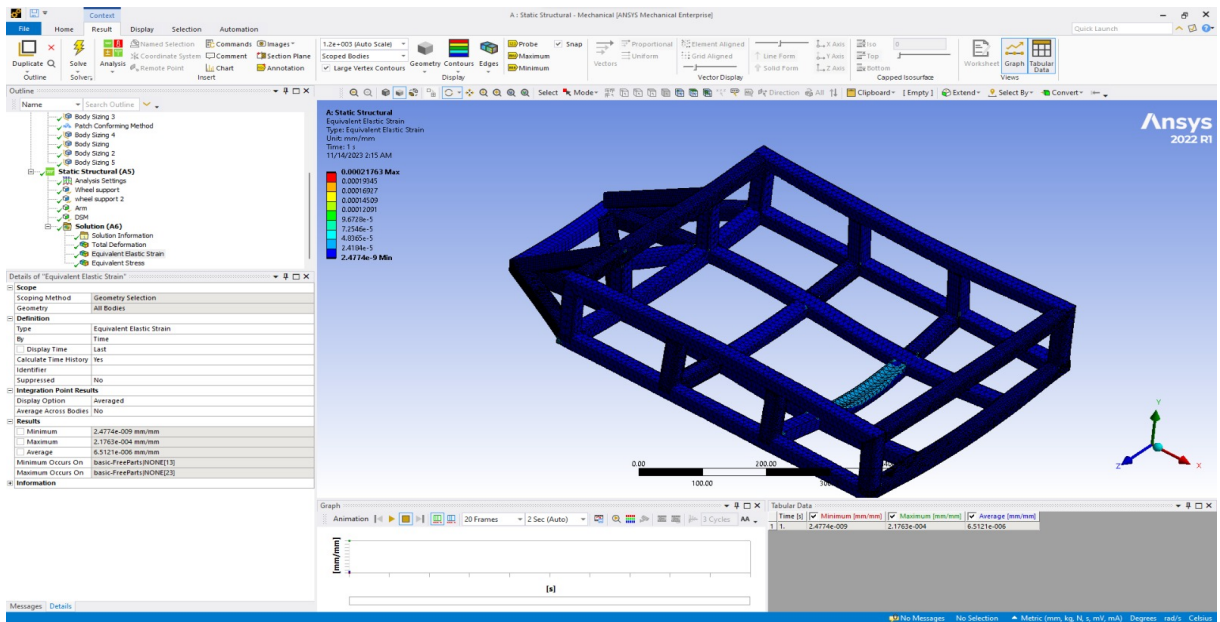 Context
A : Static Structural - Mechanical [ANSYS Mechanical Enterprise]
File Home Result Display Selection Automation
Quick Launch
Duplicate Q Solve Analysis
Named Selection Commands Images
Coordinate System Comment Section Plane
Remote Point Chart Annotation
1.2e+003 (Auto Scale)
Scoped Bodies
Large Vertex Contours
Geometry Contours Edges
Probe Snap
Maximum
Minimum
Vectors
Proportional Element Aligned
Uniform Grid Aligned
Line Form
Solid Form
X Axis
Y Axis
Z Axis
Iso 0
Top
Bottom
Worksheet Graph Tabular Data
Outline Solver Insert Display Vector Display Capped Isosurface Views
Outline
Name Search Outline
Select Mode Direction All Clipboard [Empty] Extend Select By Convert
Body Sizing 3
Patch Conforming Method
Body Sizing 4
Body Sizing
Body Sizing 2
Body Sizing 5
Static Structural (A5)
Analysis Settings
Wheel support
wheel support 2
Arm
DSM
Solution (A6)
Solution Information
Total Deformation
Equivalent Elastic Strain
Equivalent Stress
Details of "Equivalent Elastic Strain"
Scope
Scoping Method Geometry Selection
Geometry All Bodies
Definition
Type Equivalent Elastic Strain
By Time
Display Time Last
Calculate Time History Yes
Identifier
Suppressed No
Integration Point Results
Display Option Averaged
Average Across Bodies No
Results
Minimum 2.4774e-009 mm/mm
Maximum 2.1763e-004 mm/mm
Average 6.5121e-006 mm/mm
Minimum Occurs On basic-FreeParts|NONE[13]
Maximum Occurs On basic-FreeParts|NONE[23]
Information
Messages Details
A: Static Structural
Equivalent Elastic Strain
Type: Equivalent Elastic Strain
Unit: mm/mm
Time: 1 s
11/14/2023 2:15 AM
0.00021763 Max
0.00019345
0.00016927
0.00014509
0.00012091
9.6728e-5
7.2546e-5
4.8365e-5
2.4184e-5
2.4774e-9 Min
Ansys
2022 R1
0.00 200.00
100.00
Y
Z X
Graph
Animation 20 Frames 2 Sec (Auto) 3 Cycles AA
[mm/mm]
[s]
Tabular Data
Time [s] Minimum [mm/mm] Maximum [mm/mm] Average [mm/mm]
1 1. 2.4774e-009 2.1763e-004 6.5121e-006
No Messages No Selection Metric (mm, kg, N, s, mV, mA) Degrees rad/s Celsius